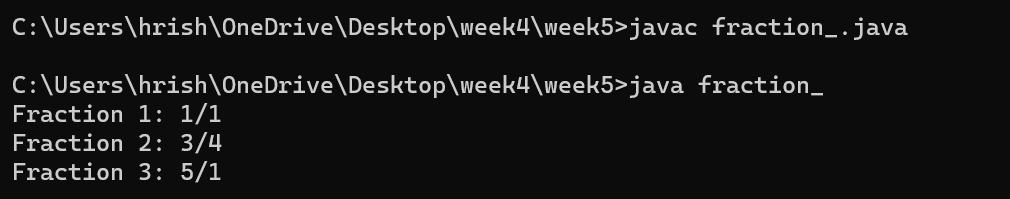 C:\Users\hrish\OneDrive\Desktop\week4\week5>javac fraction_.java
C:\Users\hrish\OneDrive\Desktop\week4\week5>java fraction_
Fraction 1: 1/1
Fraction 2: 3/4
Fraction 3: 5/1